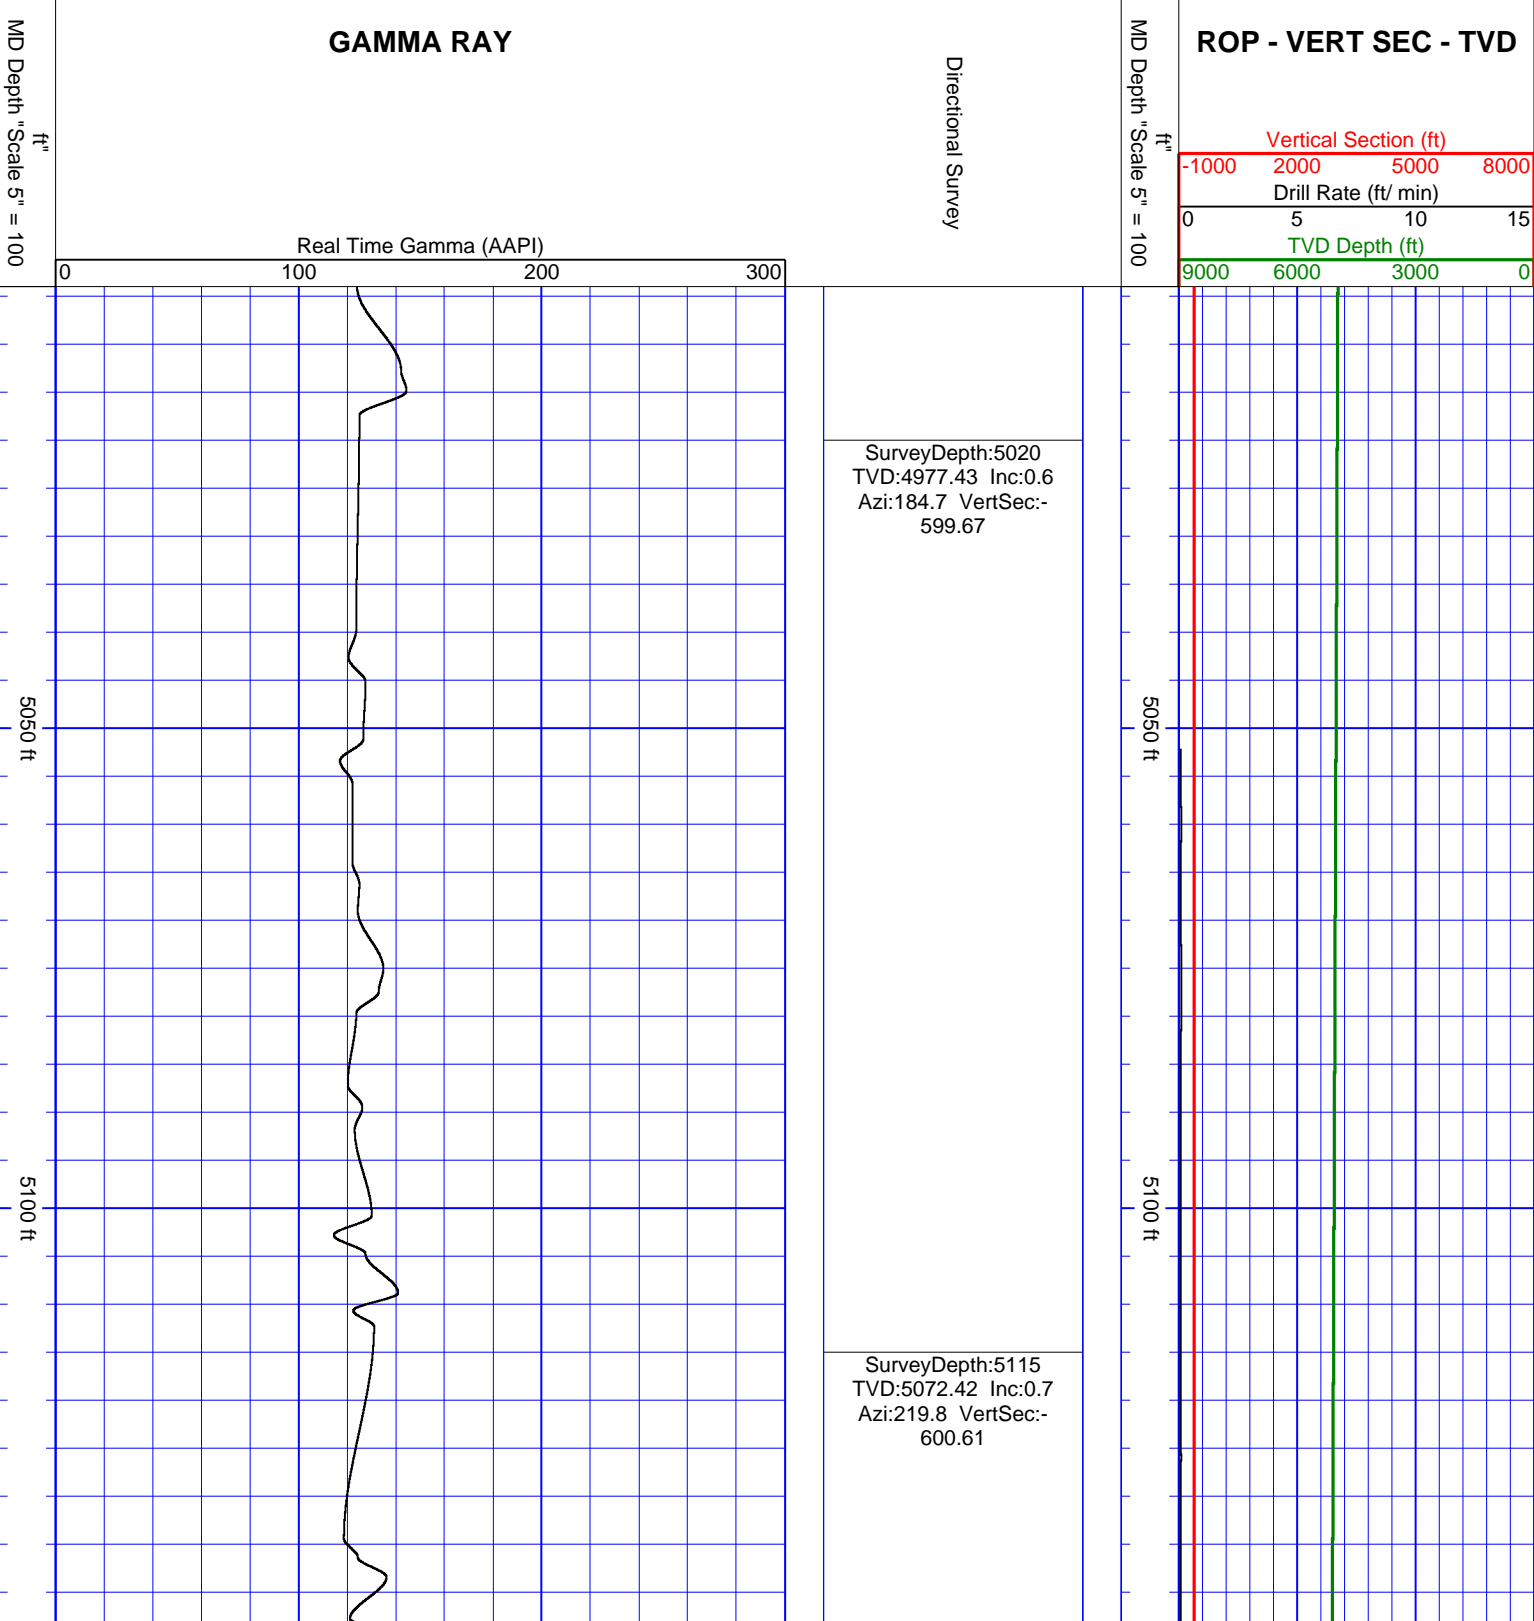 MD Depth "Scale 5" = 100
ft"
GAMMA RAY
Real Time Gamma (AAPI)
0 100 200 300
Directional Survey
MD Depth "Scale 5" = 100
ft"
ROP - VERT SEC - TVD
Vertical Section (ft)
-1000 2000 5000 8000
Drill Rate (ft/ min)
0 5 10 15
TVD Depth (ft)
9000 6000 3000 0
SurveyDepth:5020
TVD:4977.43 Inc:0.6
Azi:184.7 VertSec:-
599.67
5050 ft
5050 ft
5100 ft
5100 ft
SurveyDepth:5115
TVD:5072.42 Inc:0.7
Azi:219.8 VertSec:-
600.61